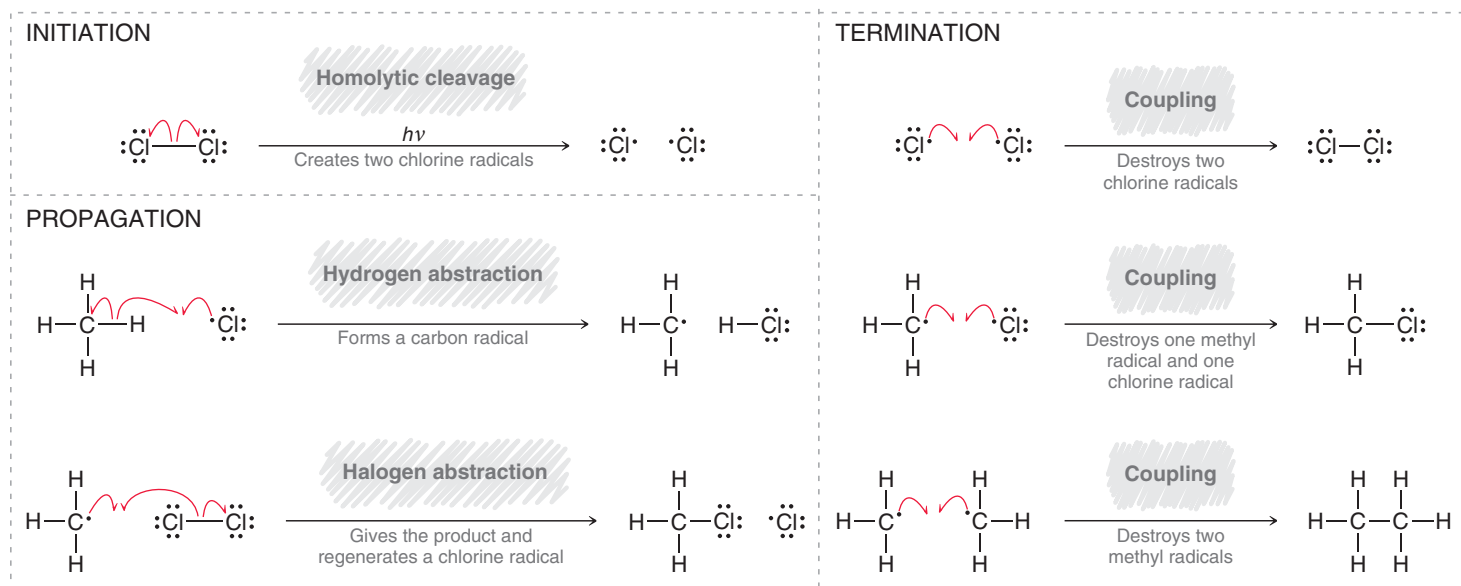 INITIATION
Homolytic cleavage
:Cl—Cl:
hν
Creates two chlorine radicals
:Cl· ·Cl:
PROPAGATION
Hydrogen abstraction
H
H—C—H ·Cl:
H
Forms a carbon radical
H
H—C· H—Cl:
H
Halogen abstraction
H
H—C· :Cl—Cl:
H
Gives the product and
regenerates a chlorine radical
H
H—C—Cl: ·Cl:
H
TERMINATION
Coupling
:Cl· ·Cl:
Destroys two
chlorine radicals
:Cl—Cl:
Coupling
H
H—C· ·Cl:
H
Destroys one methyl
radical and one
chlorine radical
H
H—C—Cl:
H
Coupling
H H
H—C· ·C—H
H H
Destroys two
methyl radicals
H H
H—C—C—H
H H